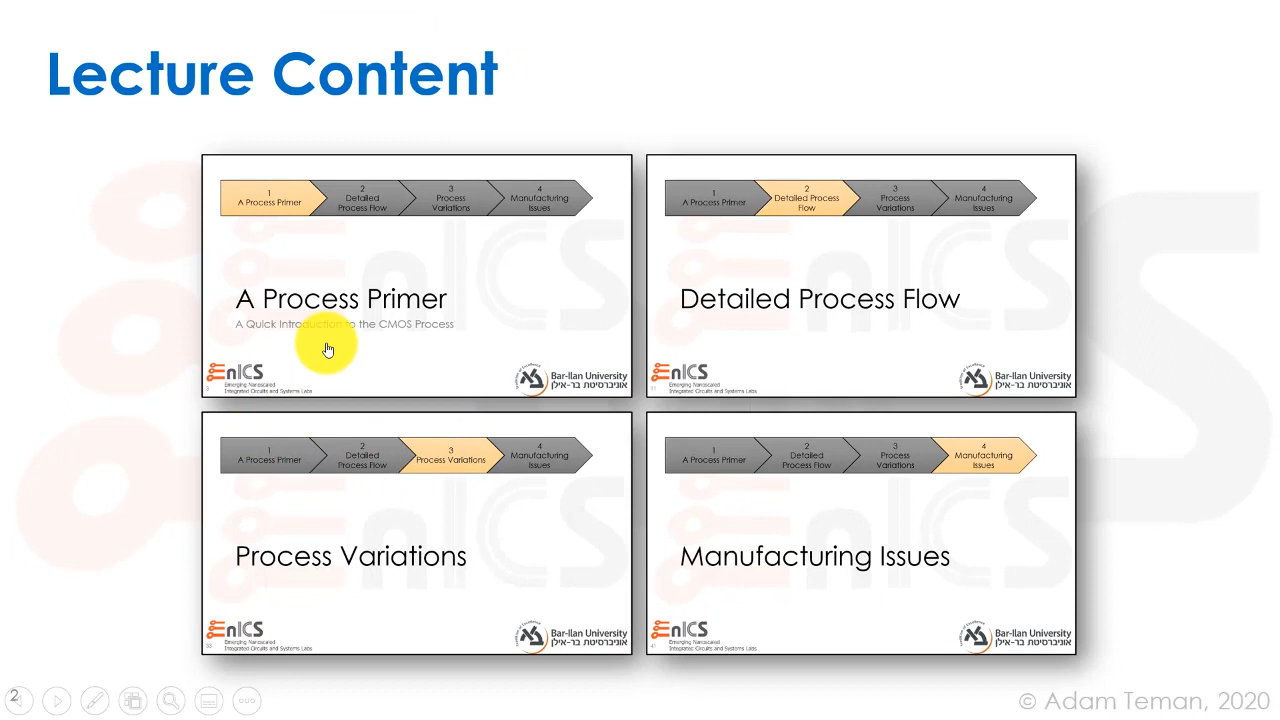 Lecture Content
1
A Process Primer
2
Detailed
Process Flow
3
Process
Variations
4
Manufacturing
Issues
A Process Primer
A Quick Introduction to the CMOS Process
3
EnICS
Emerging Nanoscaled
Integrated Circuits and Systems Labs
Bar-Ilan University
אוניברסיטת בר-אילן
1
A Process Primer
2
Detailed Process
Flow
3
Process
Variations
4
Manufacturing
Issues
Detailed Process Flow
11
EnICS
Emerging Nanoscaled
Integrated Circuits and Systems Labs
Bar-Ilan University
אוניברסיטת בר-אילן
1
A Process Primer
2
Detailed
Process Flow
3
Process Variations
4
Manufacturing
Issues
Process Variations
EnICS
Emerging Nanoscaled
Integrated Circuits and Systems Labs
Bar-Ilan University
אוניברסיטת בר-אילן
1
A Process Primer
2
Detailed
Process Flow
3
Process
Variations
4
Manufacturing
Issues
Manufacturing Issues
41
EnICS
Emerging Nanoscaled
Integrated Circuits and Systems Labs
Bar-Ilan University
אוניברסיטת בר-אילן
2
© Adam Teman, 2020